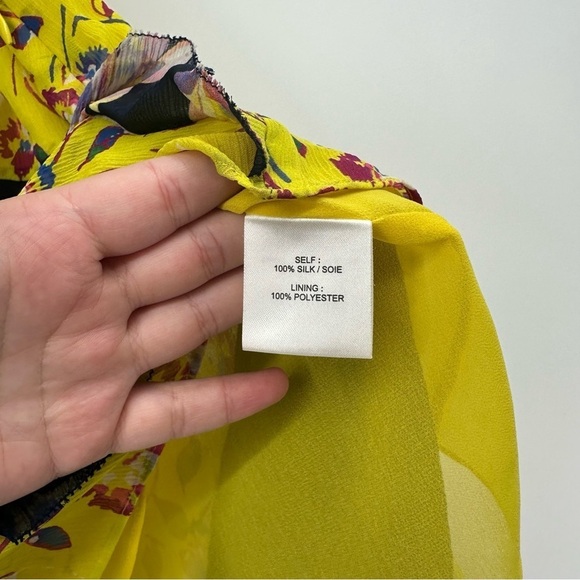 SELF :
100% SILK / SOIE
LINING :
100% POLYESTER